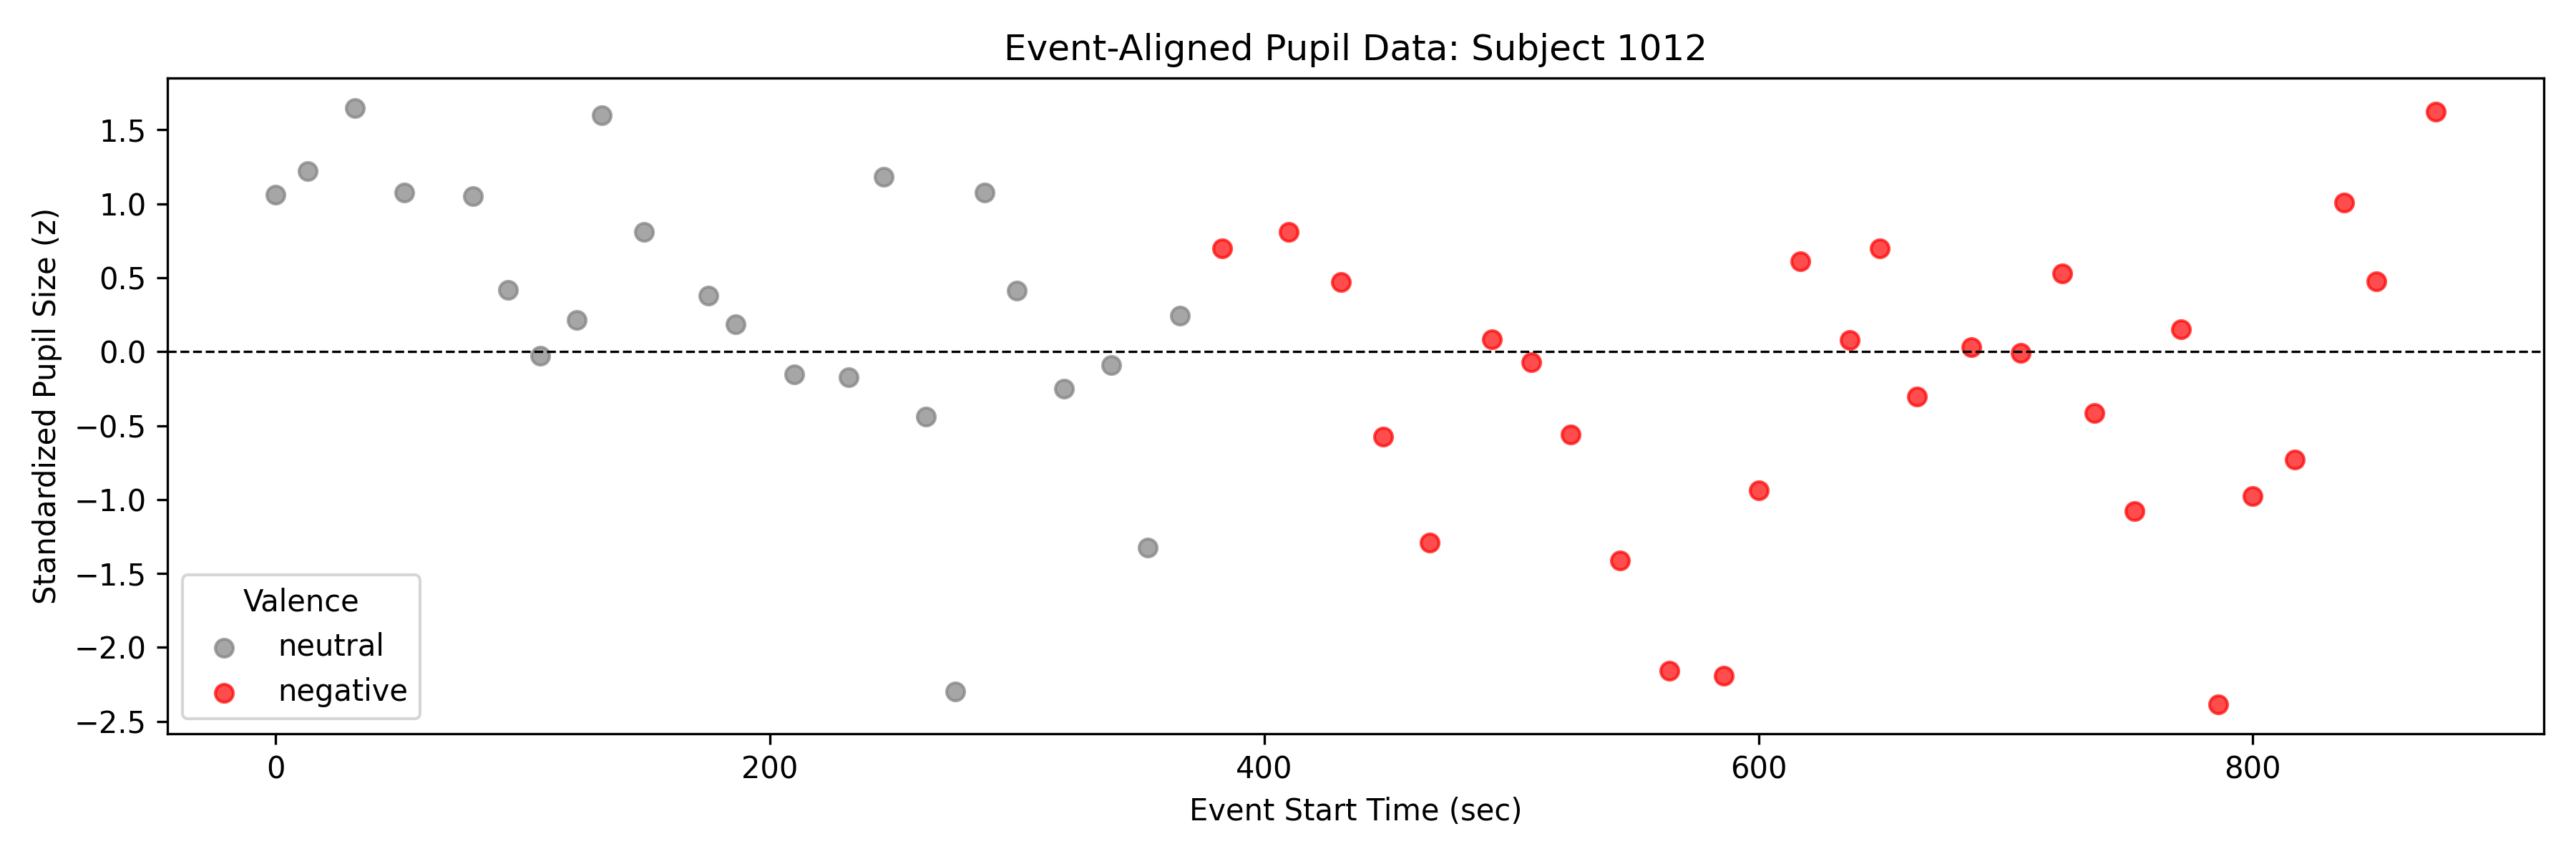 Event-Aligned Pupil Data: Subject 1012
Standardized Pupil Size (z)
1.5
1.0
0.5
0.0
−0.5
−1.0
−1.5
−2.0
−2.5
Valence
neutral
negative
0 200 400 600 800
Event Start Time (sec)